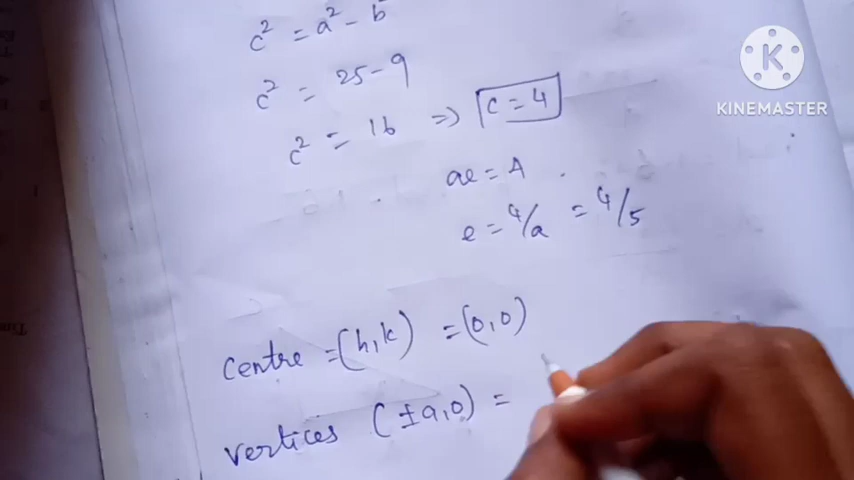 c² = a² - b²
c² = 25 - 9
c² = 16 => c = 4
ae = 4
e = 4/a = 4/5
centre = (h, k) = (0, 0)
vertices (±a, 0) =
KINEMASTER